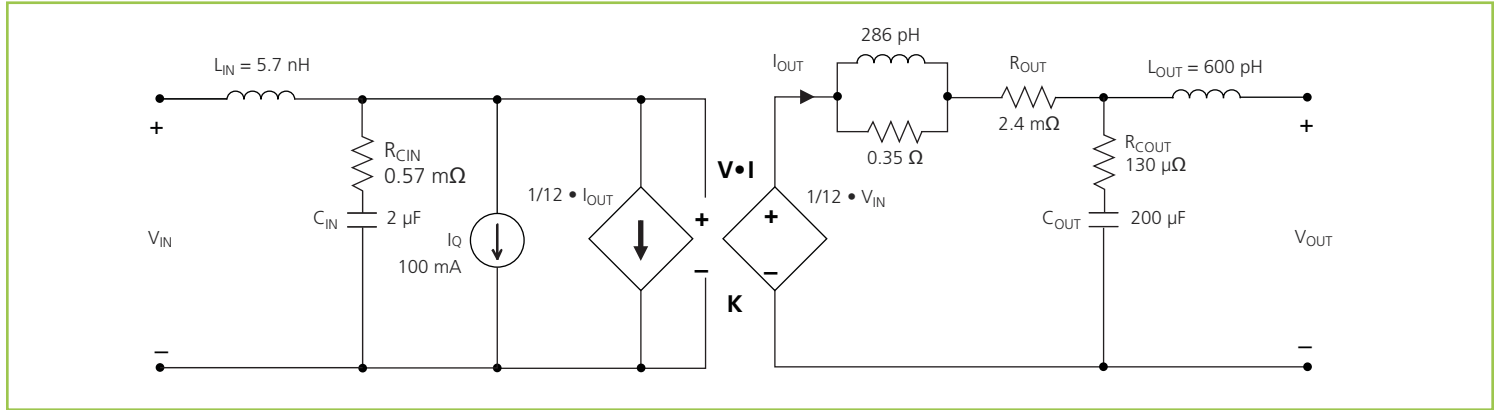 L_IN = 5.7 nH
+
R_CIN
0.57 mΩ
C_IN
2 μF
V_IN
I_Q
100 mA
1/12 • I_OUT
−
V•I
+
−
K
+
−
1/12 • V_IN
I_OUT
286 pH
0.35 Ω
R_OUT
2.4 mΩ
L_OUT = 600 pH
R_COUT
130 μΩ
C_OUT
200 μF
+
V_OUT
−